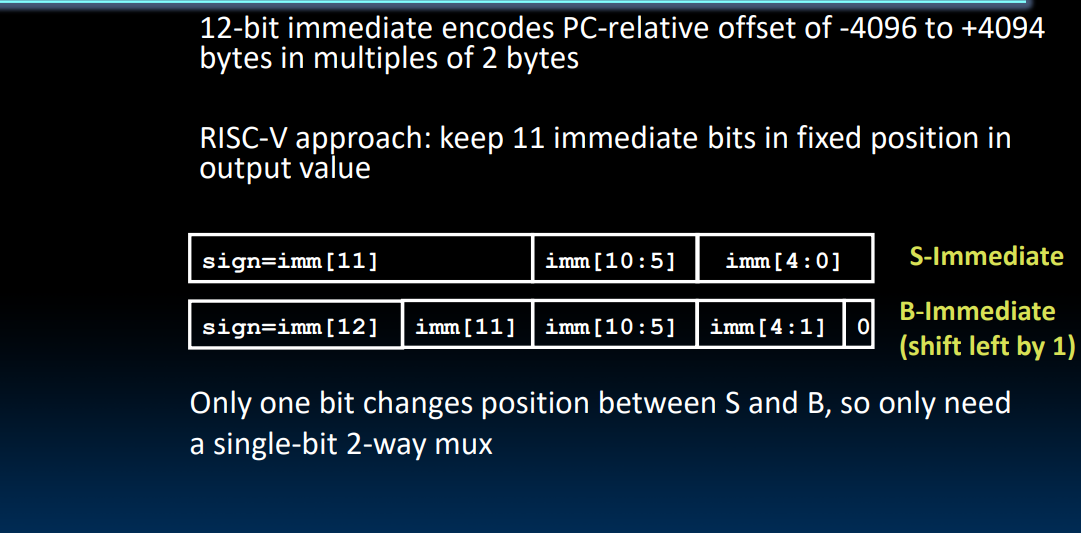 12-bit immediate encodes PC-relative offset of -4096 to +4094
bytes in multiples of 2 bytes
RISC-V approach: keep 11 immediate bits in fixed position in
output value
sign=imm[11] imm[10:5] imm[4:0] S-Immediate
sign=imm[12] imm[11] imm[10:5] imm[4:1] 0 B-Immediate
(shift left by 1)
Only one bit changes position between S and B, so only need
a single-bit 2-way mux